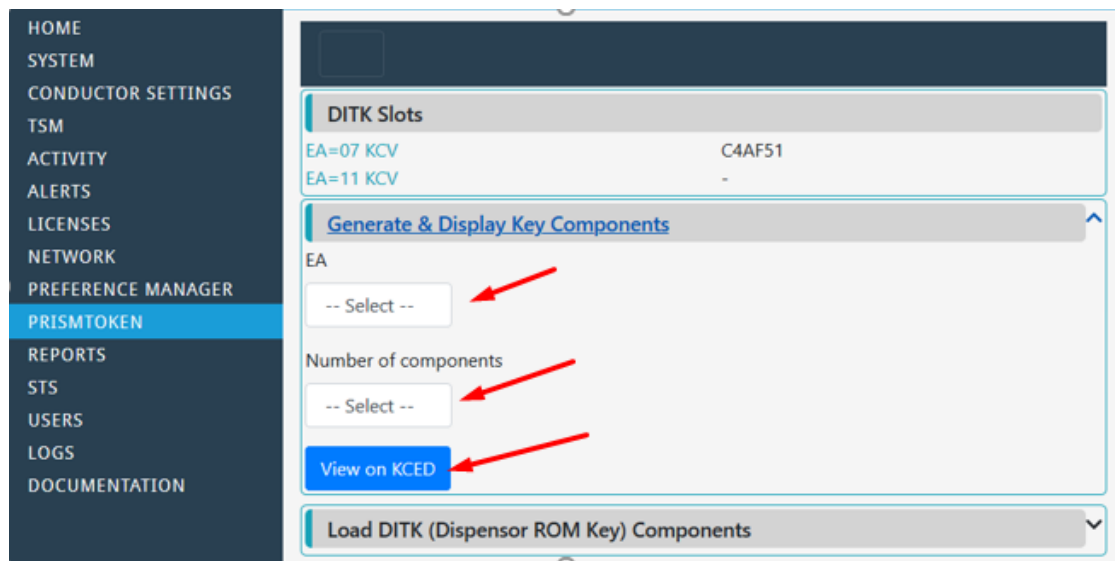 HOME
SYSTEM
CONDUCTOR SETTINGS
TSM
ACTIVITY
ALERTS
LICENSES
NETWORK
PREFERENCE MANAGER
PRISMTOKEN
REPORTS
STS
USERS
LOGS
DOCUMENTATION
DITK Slots
EA=07 KCV C4AF51
EA=11 KCV -
Generate & Display Key Components
EA
-- Select --
Number of components
-- Select --
View on KCED
Load DITK (Dispensor ROM Key) Components